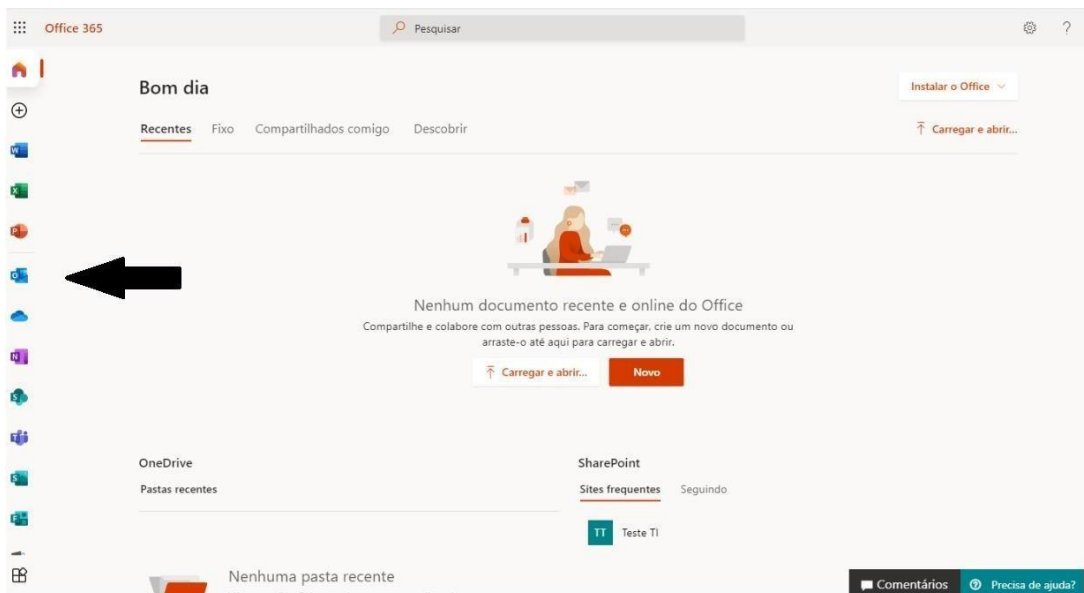 Office 365
Pesquisar
?
Bom dia
Instalar o Office
Recentes Fixo Compartilhados comigo Descobrir
Carregar e abrir...
Nenhum documento recente e online do Office
Compartilhe e colabore com outras pessoas. Para começar, crie um novo documento ou
arraste-o até aqui para carregar e abrir.
Carregar e abrir...
Novo
OneDrive
Pastas recentes
SharePoint
Sites frequentes Seguindo
TT Teste TI
Nenhuma pasta recente
Comentários
Precisa de ajuda?